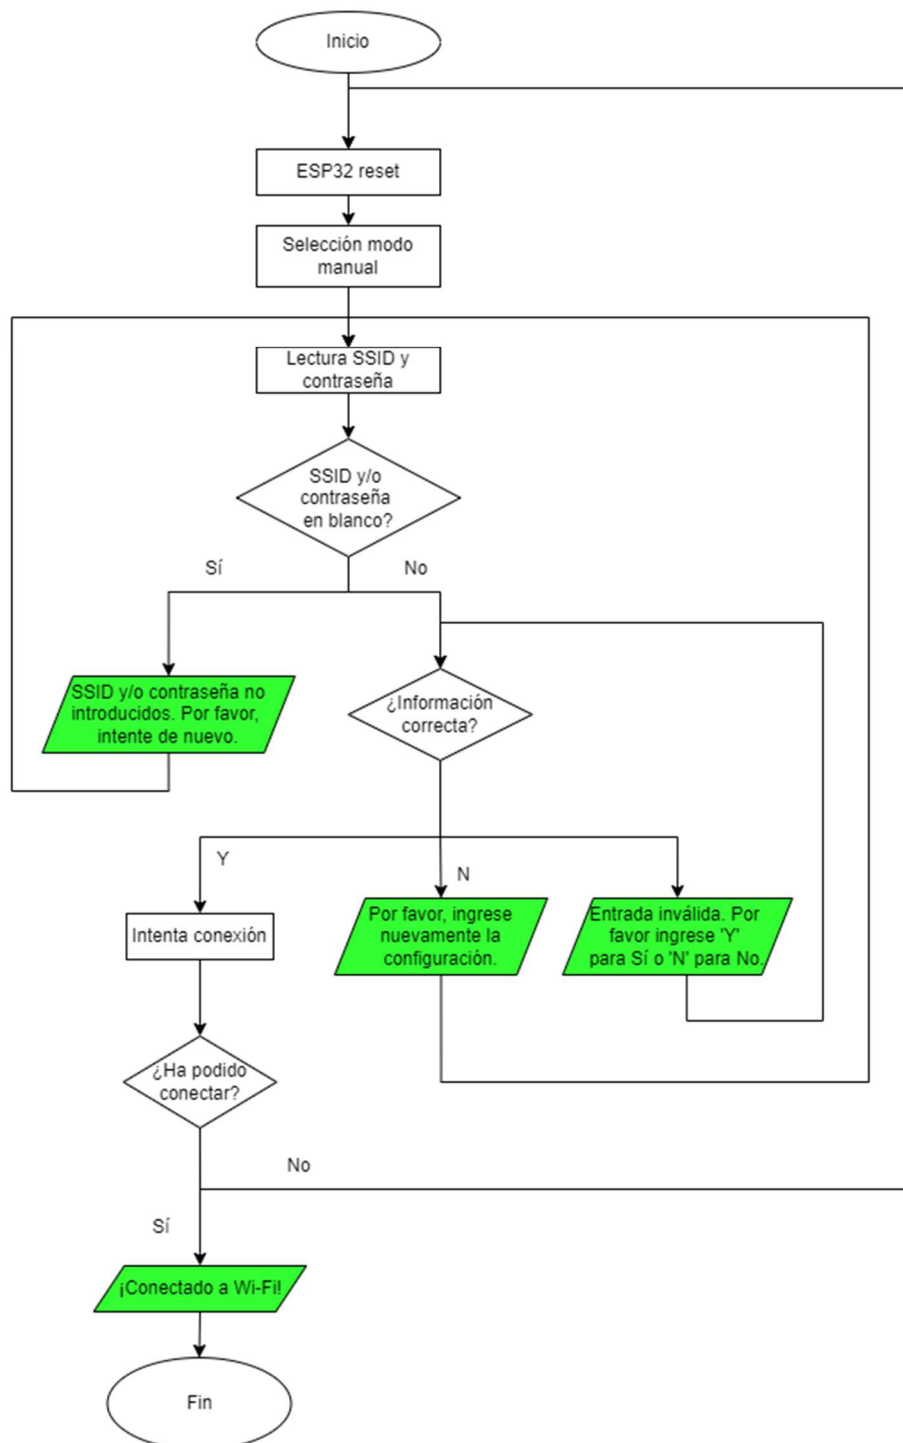 Inicio
ESP32 reset
Selección modo
manual
Lectura SSID y
contraseña
SSID y/o
contraseña
en blanco?
Sí
No
SSID y/o contraseña no
introducidos. Por favor,
intente de nuevo.
¿Información
correcta?
Y
N
Intenta conexión
Por favor, ingrese
nuevamente la
configuración.
Entrada inválida. Por
favor ingrese 'Y'
para Sí o 'N' para No.
¿Ha podido
conectar?
No
Sí
¡Conectado a Wi-Fi!
Fin